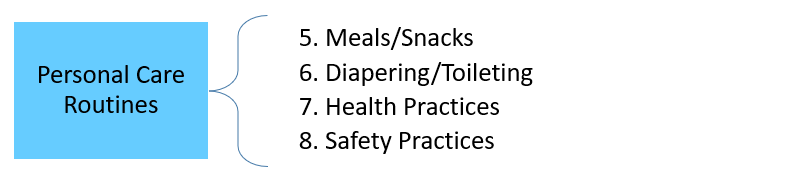 Personal Care
Routines
5. Meals/Snacks
6. Diapering/Toileting
7. Health Practices
8. Safety Practices